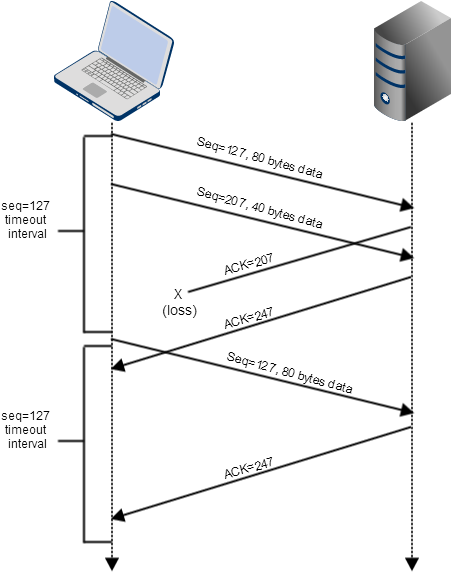 Seq=127, 80 bytes data
seq=127
timeout
interval
Seq=207, 40 bytes data
ACK=207
X
(loss)
ACK=247
Seq=127, 80 bytes data
seq=127
timeout
interval
ACK=247